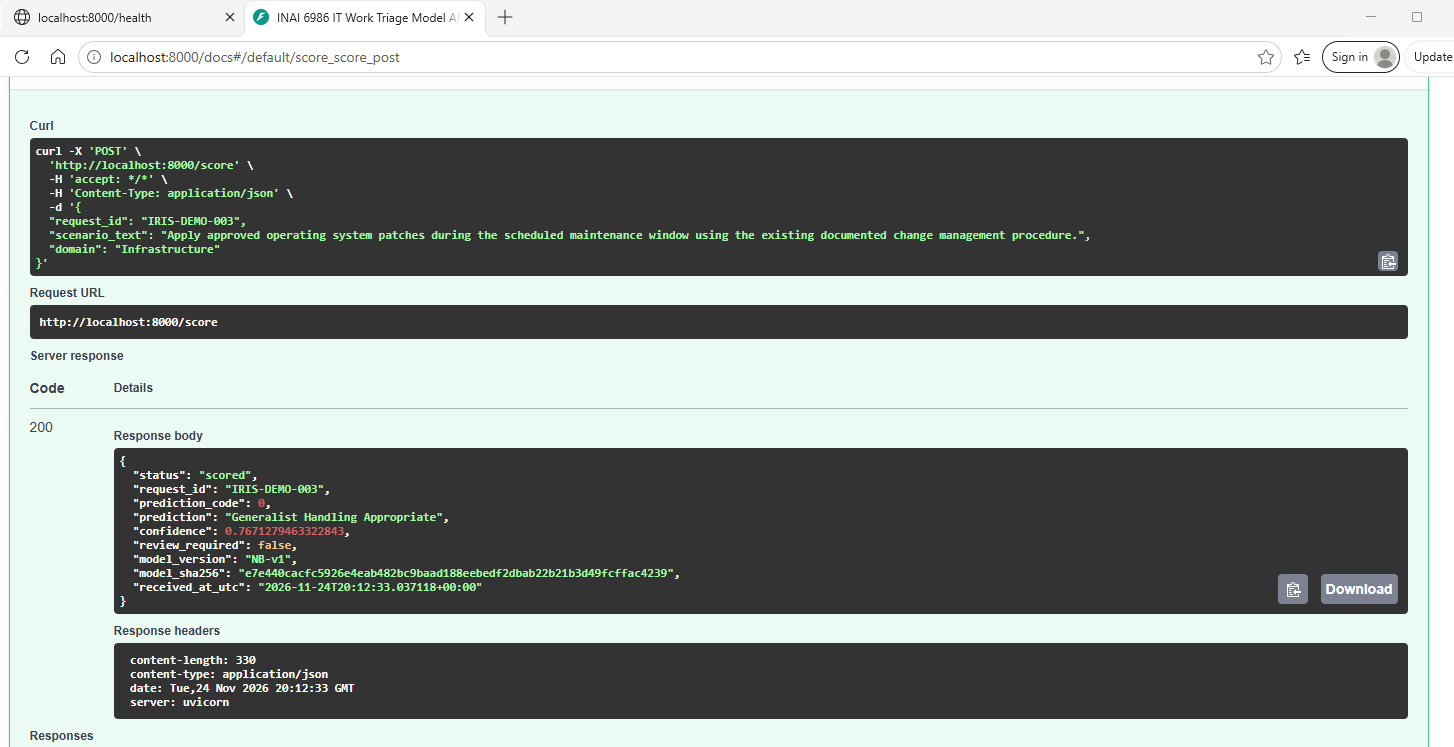 localhost:8000/health
INAI 6986 IT Work Triage Model A
localhost:8000/docs#/default/score_score_post
Sign in
Update
Curl
curl -X 'POST' \
  'http://localhost:8000/score' \
  -H 'accept: */*' \
  -H 'Content-Type: application/json' \
  -d '{
  "request_id": "IRIS-DEMO-003",
  "scenario_text": "Apply approved operating system patches during the scheduled maintenance window using the existing documented change management procedure.",
  "domain": "Infrastructure"
}'
Request URL
http://localhost:8000/score
Server response
Code Details
200
Response body
{
  "status": "scored",
  "request_id": "IRIS-DEMO-003",
  "prediction_code": 0,
  "prediction": "Generalist Handling Appropriate",
  "confidence": 0.7671279463322843,
  "review_required": false,
  "model_version": "NB-v1",
  "model_sha256": "e7e440cacfc5926e4eab482bc9baad188eebedf2dbab22b21b3d49fcffac4239",
  "received_at_utc": "2026-11-24T20:12:33.037118+00:00"
}
Download
Response headers
content-length: 330
content-type: application/json
date: Tue,24 Nov 2026 20:12:33 GMT
server: uvicorn
Responses